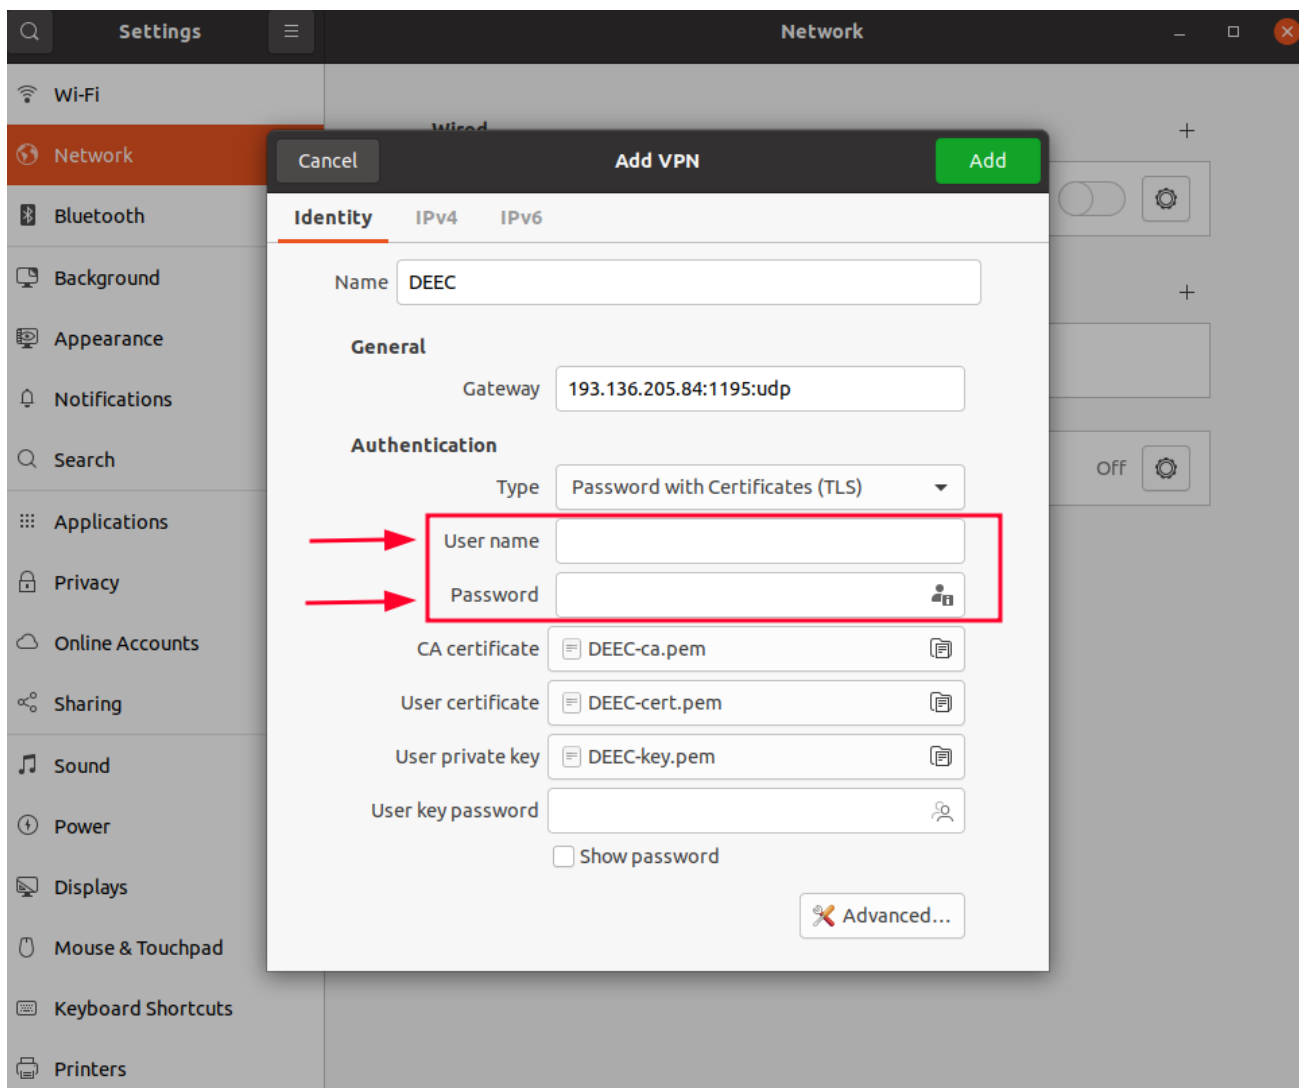 Settings
Network
Wi-Fi
Network
Bluetooth
Background
Appearance
Notifications
Search
Applications
Privacy
Online Accounts
Sharing
Sound
Power
Displays
Mouse & Touchpad
Keyboard Shortcuts
Printers
Wired
Off
Cancel
Add VPN
Add
Identity
IPv4
IPv6
Name DEEC
General
Gateway 193.136.205.84:1195:udp
Authentication
Type Password with Certificates (TLS)
User name
Password
CA certificate DEEC-ca.pem
User certificate DEEC-cert.pem
User private key DEEC-key.pem
User key password
Show password
Advanced...